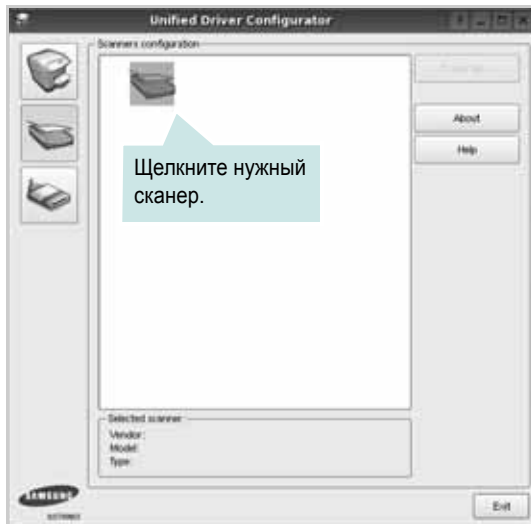 Unified Driver Configurator
Scanners configuration
About
Help
Щелкните нужный
сканер.
Selected scanner
Vendor:
Model:
Type:
SAMSUNG
Exit